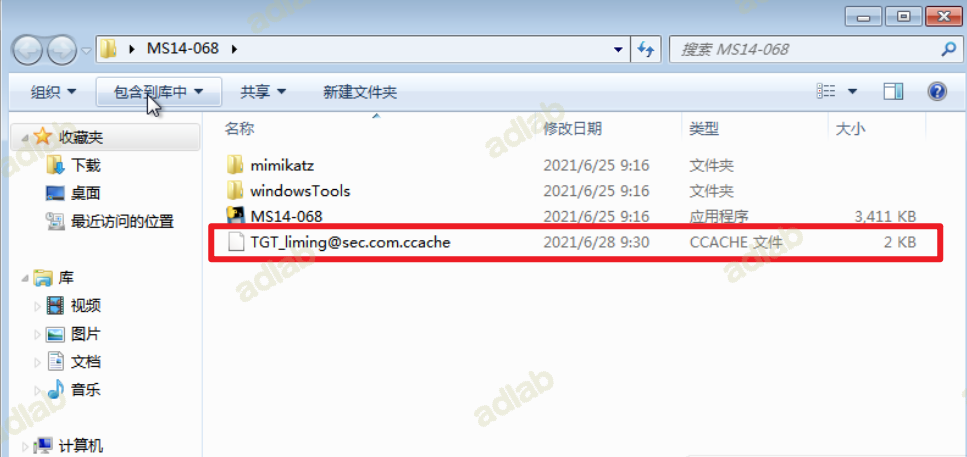 MS14-068
搜索 MS14-068
组织 包含到库中 共享 新建文件夹
名称 修改日期 类型 大小
收藏夹
下载
桌面
最近访问的位置
库
视频
图片
文档
音乐
计算机
mimikatz 2021/6/25 9:16 文件夹
windowsTools 2021/6/25 9:16 文件夹
MS14-068 2021/6/25 9:16 应用程序 3,411 KB
TGT_liming@sec.com.ccache 2021/6/28 9:30 CCACHE 文件 2 KB
adlab
adlab
adlab
adlab
adlab
adlab
adlab
adlab